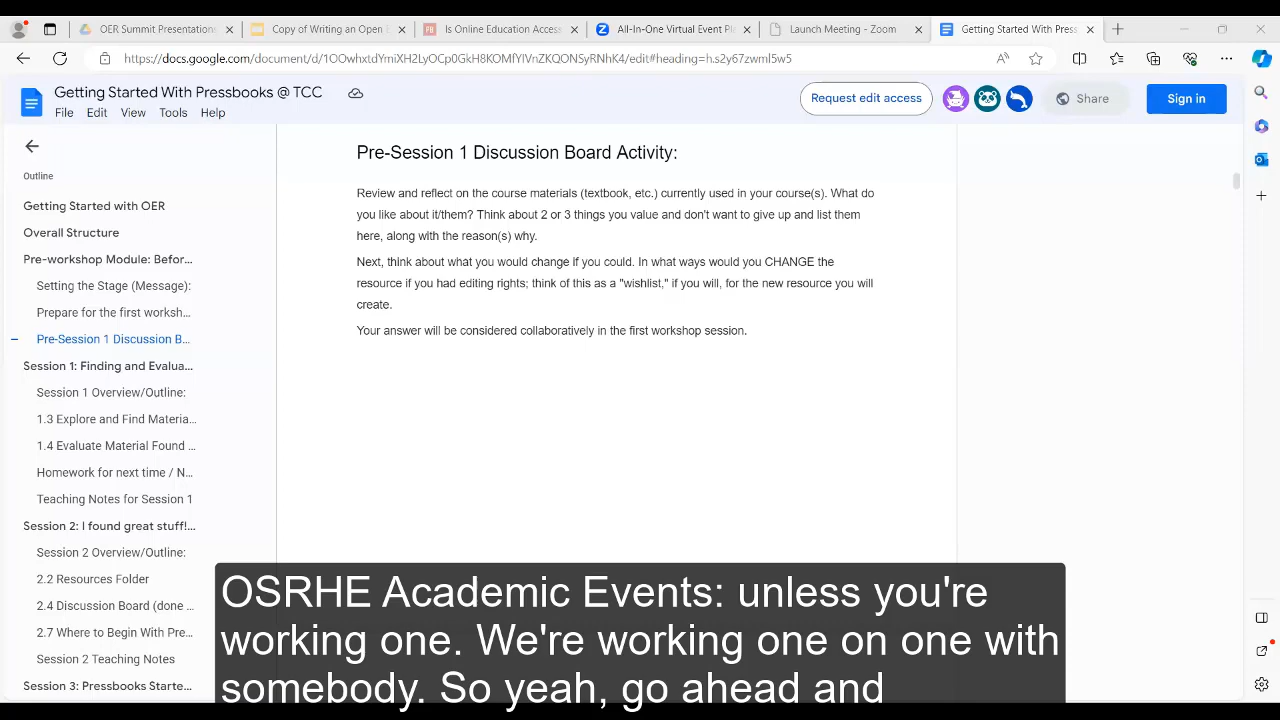 OER Summit Presentations
Copy of Writing an Open E
Is Online Education Access
All-In-One Virtual Event Pl
Launch Meeting - Zoom
Getting Started With Press
https://docs.google.com/document/d/1OOwhxtdYmiXH2LyOCp0GkH8KOMfYIVnZKWKNSyRNhK4/edit#heading=h.s2y67zwml5w5
Getting Started With Pressbooks @ TCC
File Edit View Tools Help
Request edit access
Share
Sign in
Outline
Getting Started with OER
Overall Structure
Pre-workshop Module: Befor...
Setting the Stage (Message):
Prepare for the first worksh...
Pre-Session 1 Discussion B...
Session 1: Finding and Evalua...
Session 1 Overview/Outline:
1.3 Explore and Find Materia...
1.4 Evaluate Material Found ...
Homework for next time / N...
Teaching Notes for Session 1
Session 2: I found great stuff!...
Session 2 Overview/Outline:
2.2 Resources Folder
2.4 Discussion Board (done ...
2.7 Where to Begin With Pre...
Session 2 Teaching Notes
Session 3: Pressbooks Starte...
Pre-Session 1 Discussion Board Activity:
Review and reflect on the course materials (textbook, etc.) currently used in your course(s). What do
you like about it/them? Think about 2 or 3 things you value and don't want to give up and list them
here, along with the reason(s) why.
Next, think about what you would change if you could. In what ways would you CHANGE the
resource if you had editing rights; think of this as a "wishlist," if you will, for the new resource you will
create.
Your answer will be considered collaboratively in the first workshop session.
OSRHE Academic Events: unless you're
working one. We're working one on one with
somebody. So yeah, go ahead and